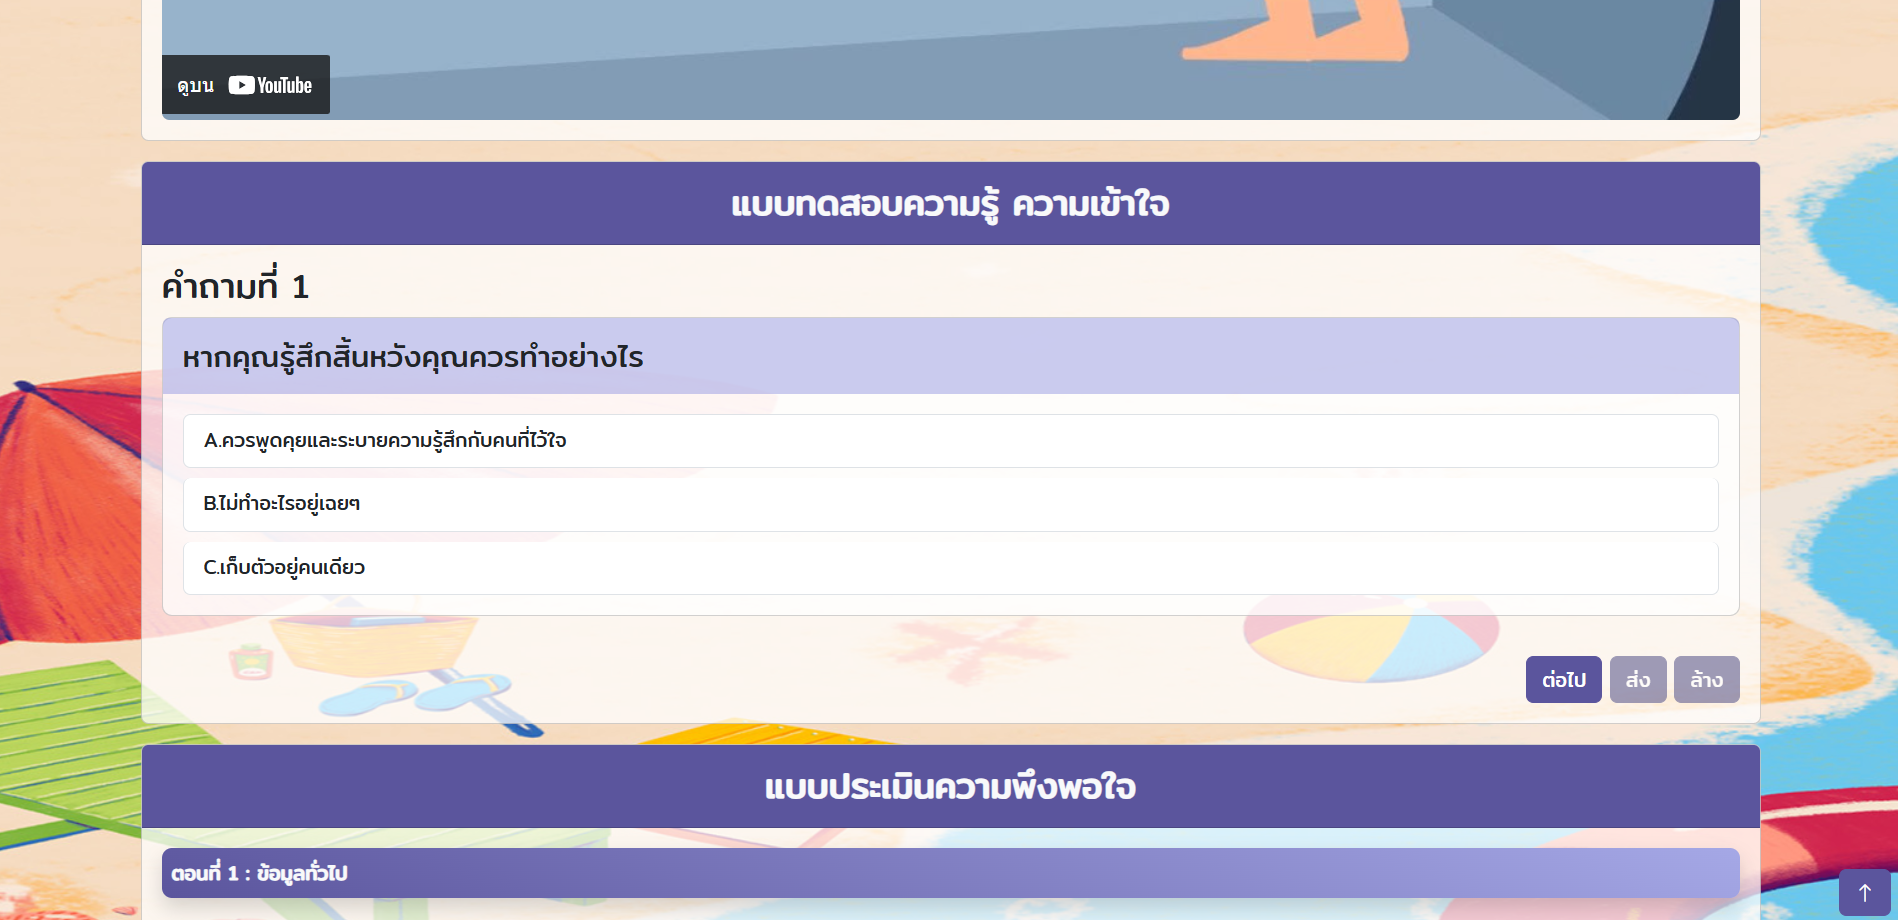 ดูบน YouTube
แบบทดสอบความรู้ ความเข้าใจ
คำถามที่ 1
หากคุณรู้สึกสิ้นหวังคุณควรทำอย่างไร
A.ควรพูดคุยและระบายความรู้สึกกับคนที่ไว้ใจ
B.ไม่ทำอะไรอยู่เฉยๆ
C.เก็บตัวอยู่คนเดียว
ต่อไป ส่ง ล้าง
แบบประเมินความพึงพอใจ
ตอนที่ 1 : ข้อมูลทั่วไป